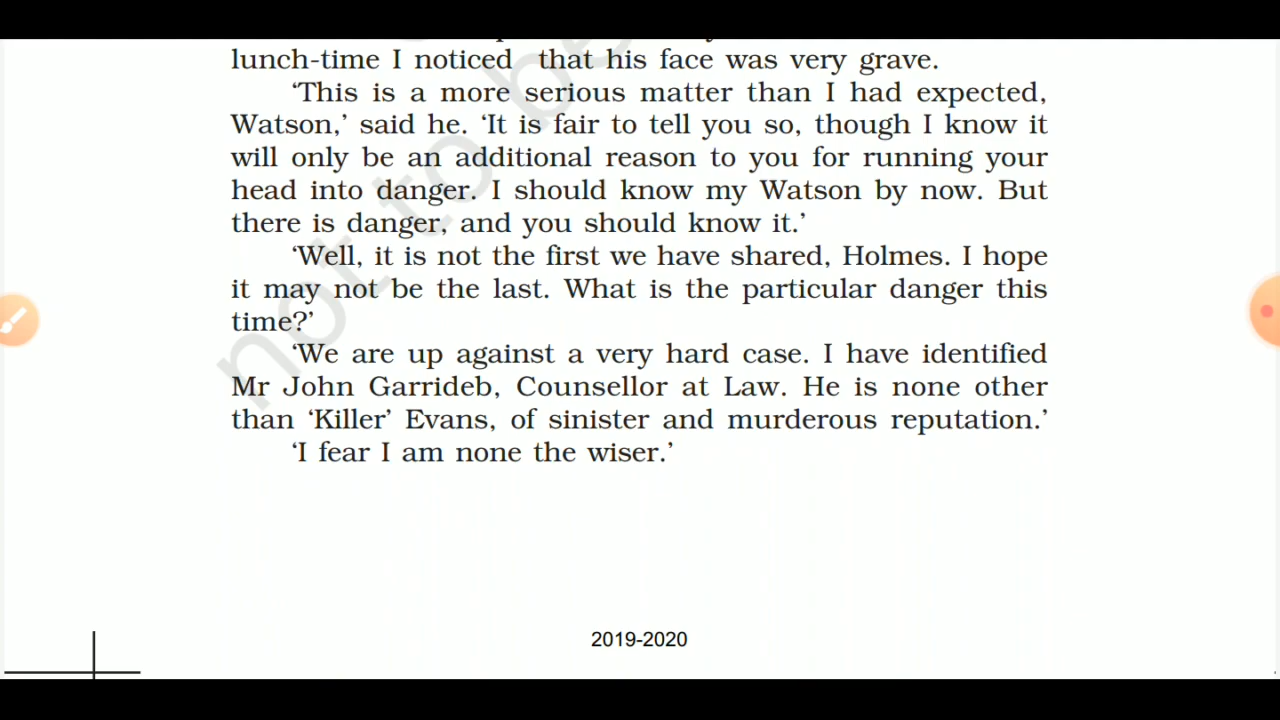 lunch-time I noticed that his face was very grave.
‘This is a more serious matter than I had expected,
Watson,’ said he. ‘It is fair to tell you so, though I know it
will only be an additional reason to you for running your
head into danger. I should know my Watson by now. But
there is danger, and you should know it.’
‘Well, it is not the first we have shared, Holmes. I hope
it may not be the last. What is the particular danger this
time?’
‘We are up against a very hard case. I have identified
Mr John Garrideb, Counsellor at Law. He is none other
than ‘Killer’ Evans, of sinister and murderous reputation.’
‘I fear I am none the wiser.’
not to be
2019-2020